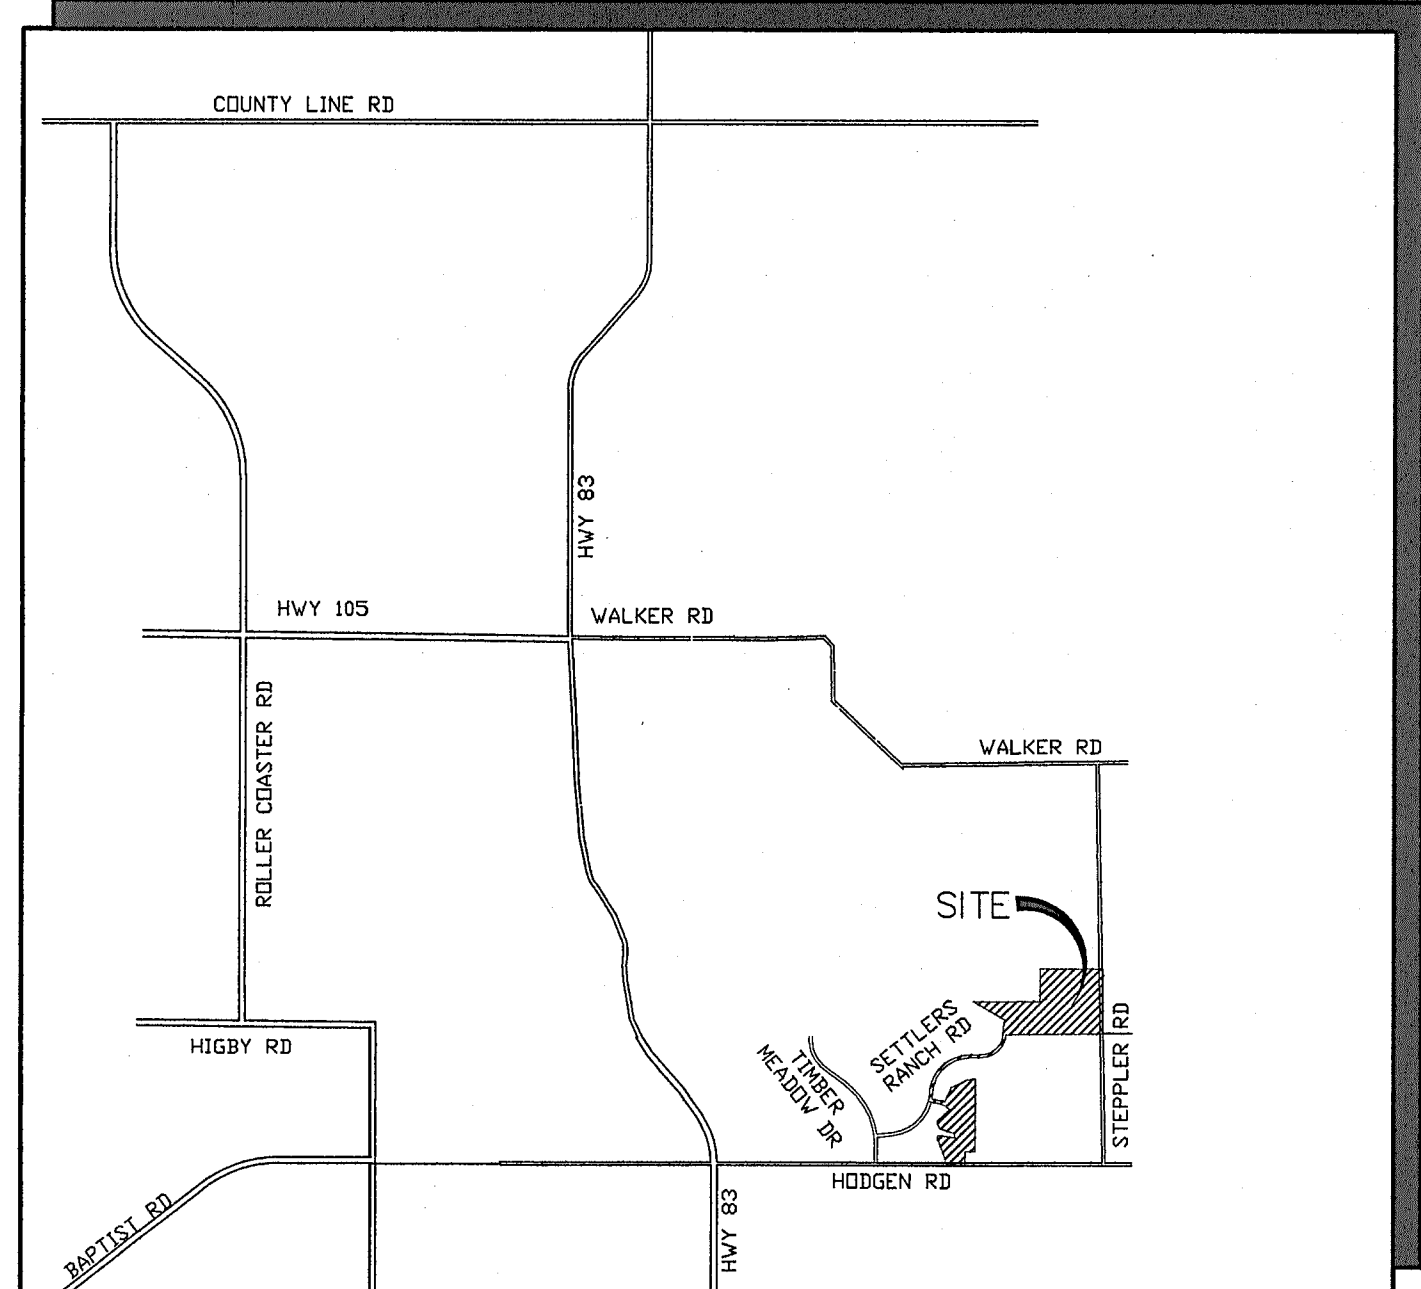 COUNTY LINE RD
HWY 83
HWY 105
WALKER RD
ROLLER COASTER RD
WALKER RD
SITE
SETTLERS
RANCH RD
STEPPLER RD
HIGBY RD
TIMBER
MEADOW DR
HODGEN RD
BAPTIST RD
HWY 83